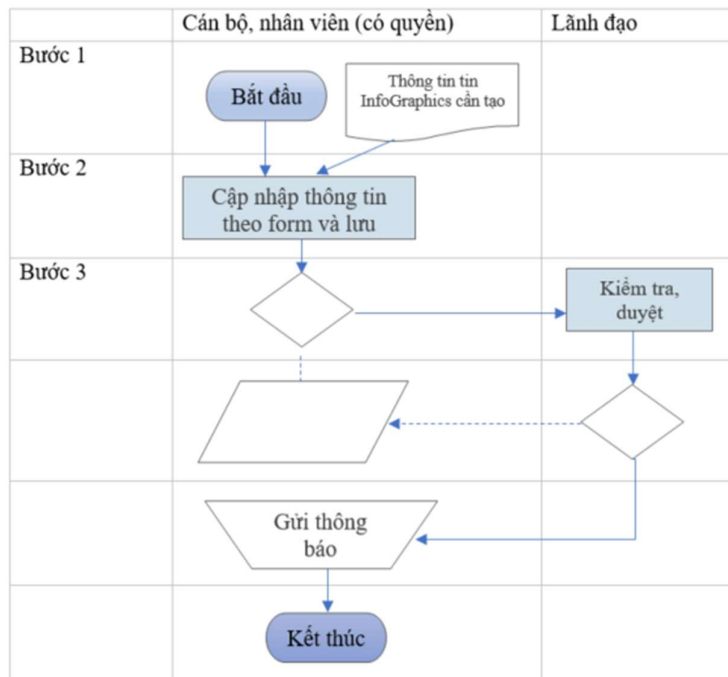 Cán bộ, nhân viên (có quyền)
Lãnh đạo
Bước 1
Bắt đầu
Thông tin tin
InfoGraphics cần tạo
Bước 2
Cập nhập thông tin
theo form và lưu
Bước 3
Kiểm tra,
duyệt
Gửi thông
báo
Kết thúc